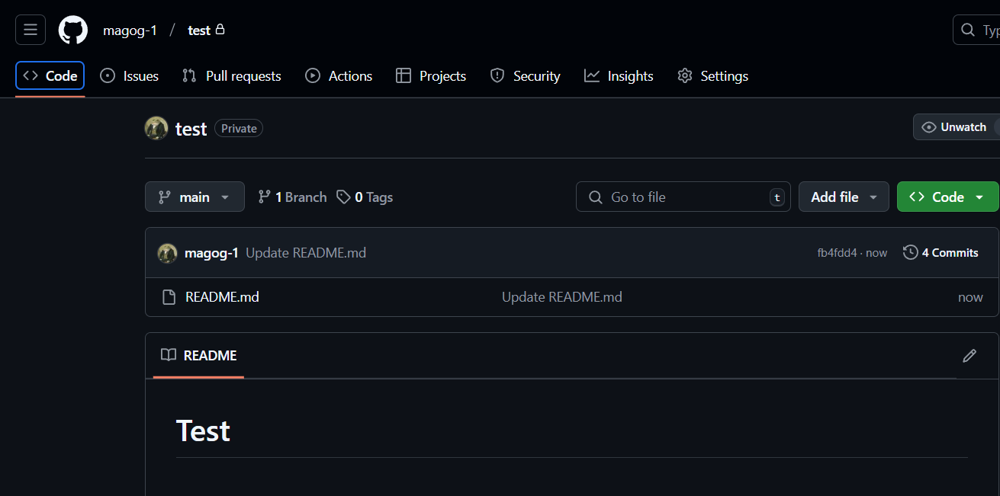 magog-1 / test
Typ
Code Issues Pull requests Actions Projects Security Insights Settings
test Private
Unwatch
main 1 Branch 0 Tags Go to file t Add file Code
magog-1 Update README.md fb4fdd4 · now 4 Commits
README.md Update README.md now
README
Test